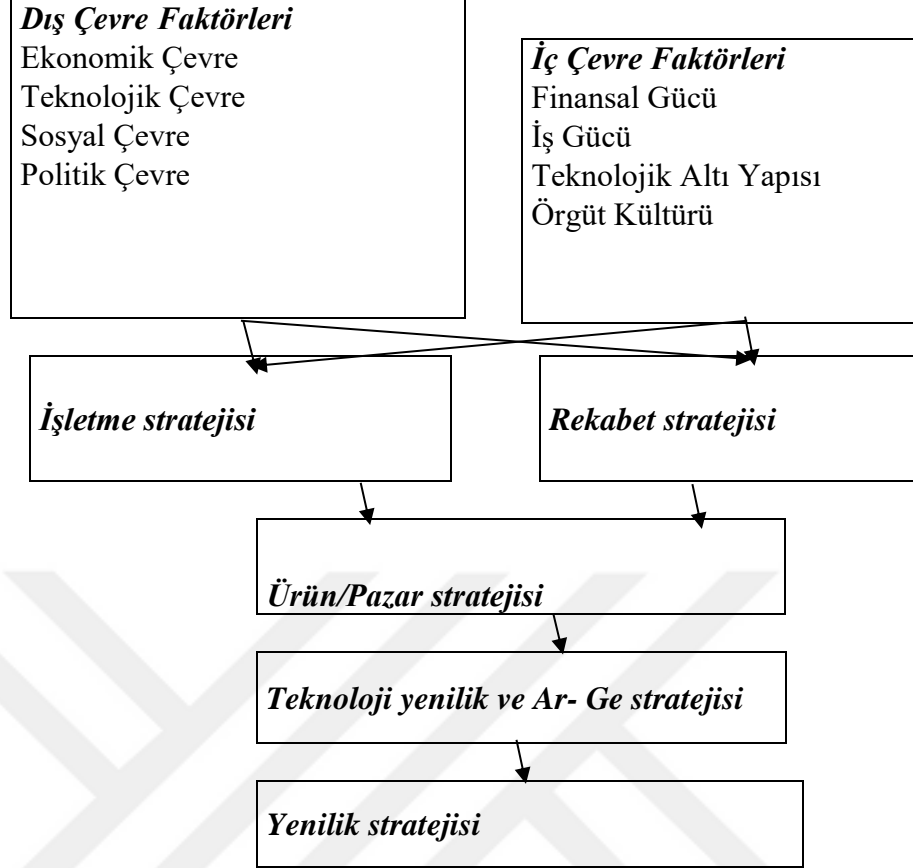 Dış Çevre Faktörleri
Ekonomik Çevre
Teknolojik Çevre
Sosyal Çevre
Politik Çevre
İç Çevre Faktörleri
Finansal Gücü
İş Gücü
Teknolojik Altı Yapısı
Örgüt Kültürü
İşletme stratejisi
Rekabet stratejisi
Ürün/Pazar stratejisi
Teknoloji yenilik ve Ar- Ge stratejisi
Yenilik stratejisi